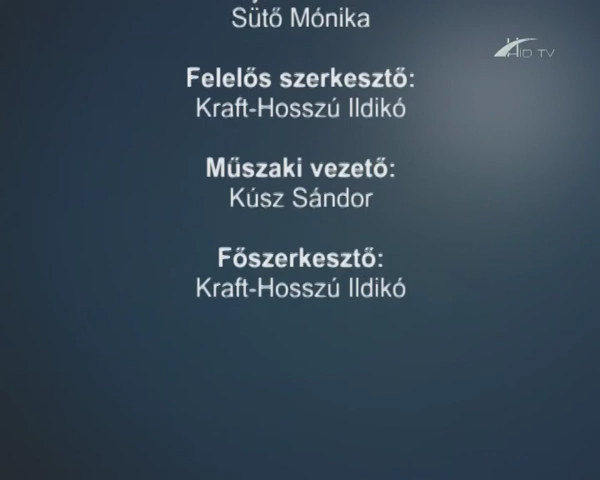 Sütő Mónika
HÍD TV
Felelős szerkesztő:
Kraft-Hosszú Ildikó
Műszaki vezető:
Kúsz Sándor
Főszerkesztő:
Kraft-Hosszú Ildikó